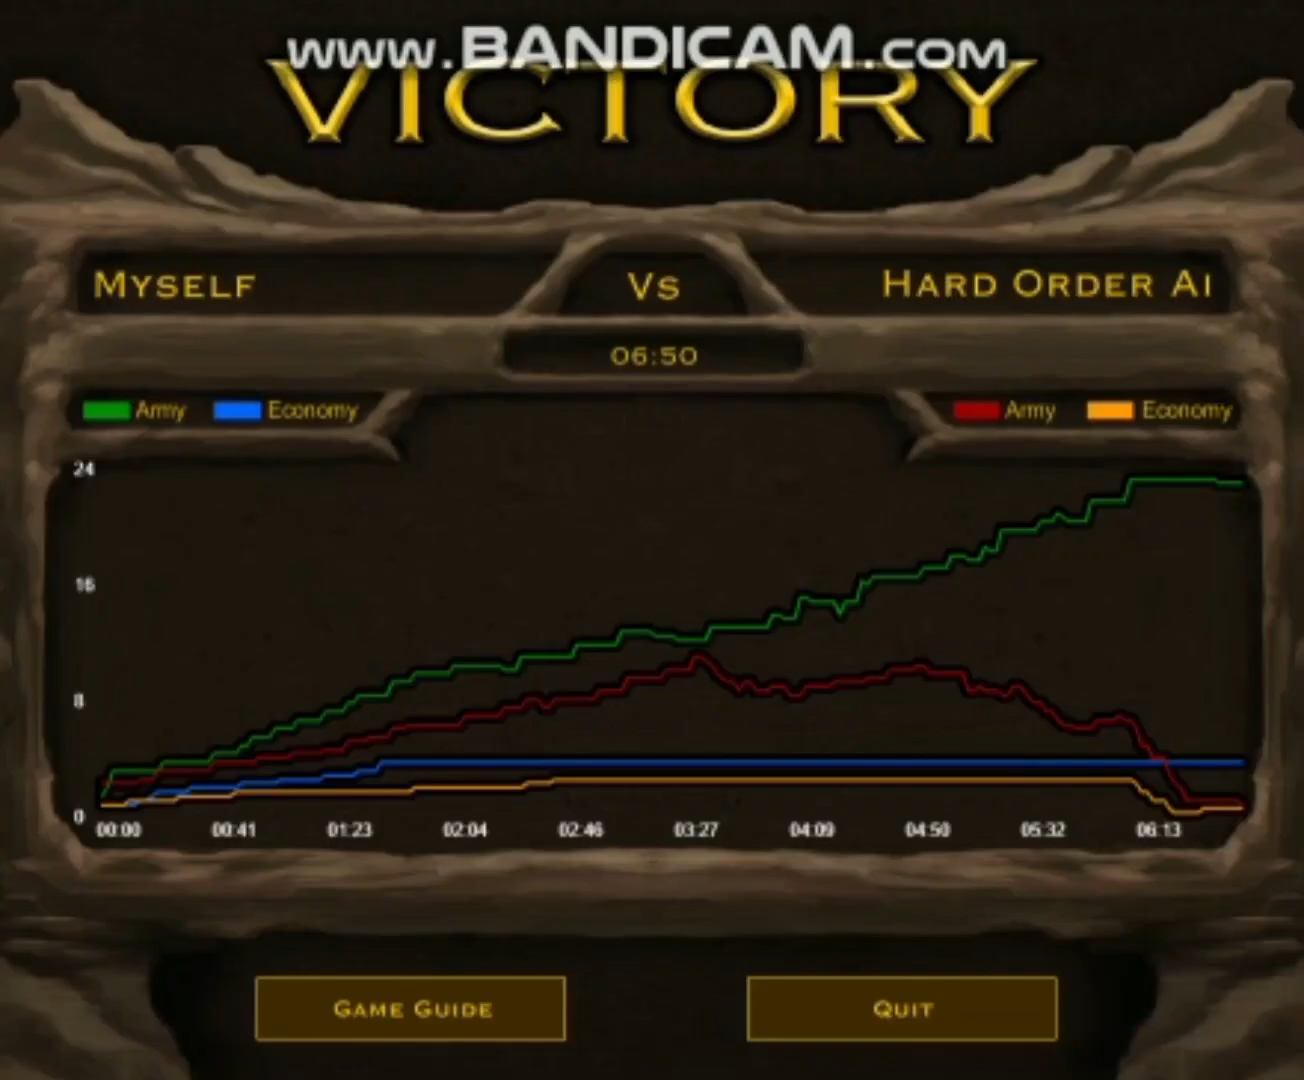 www.BANDICAM.com
VICTORY
MYSELF
VS
HARD ORDER AI
06:50
Army Economy
Army Economy
24
16
8
0
00:00 00:41 01:23 02:04 02:46 03:27 04:09 04:50 05:32 06:13
GAME GUIDE
QUIT